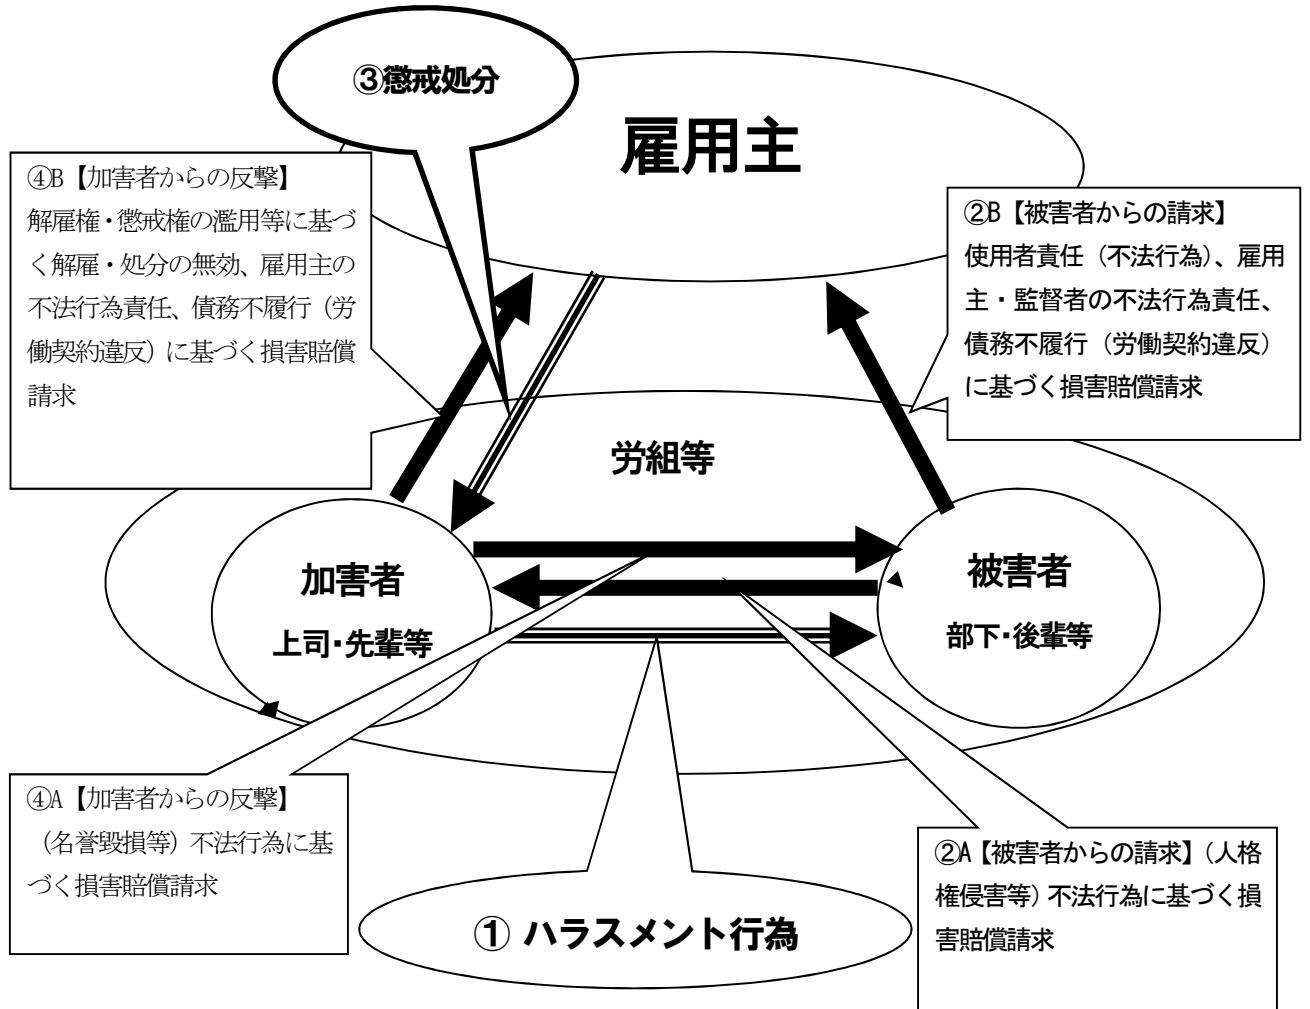 ③懲戒処分
雇用主
④B【加害者からの反撃】
解雇権・懲戒権の濫用等に基づ
く解雇・処分の無効、雇用主の
不法行為責任、債務不履行（労
働契約違反）に基づく損害賠償
請求
②B【被害者からの請求】
使用者責任（不法行為）、雇用
主・監督者の不法行為責任、
債務不履行（労働契約違反）
に基づく損害賠償請求
労組等
加害者
上司・先輩等
被害者
部下・後輩等
④A【加害者からの反撃】
（名誉毀損等）不法行為に基
づく損害賠償請求
②A【被害者からの請求】（人格
権侵害等）不法行為に基づく損
害賠償請求
① ハラスメント行為